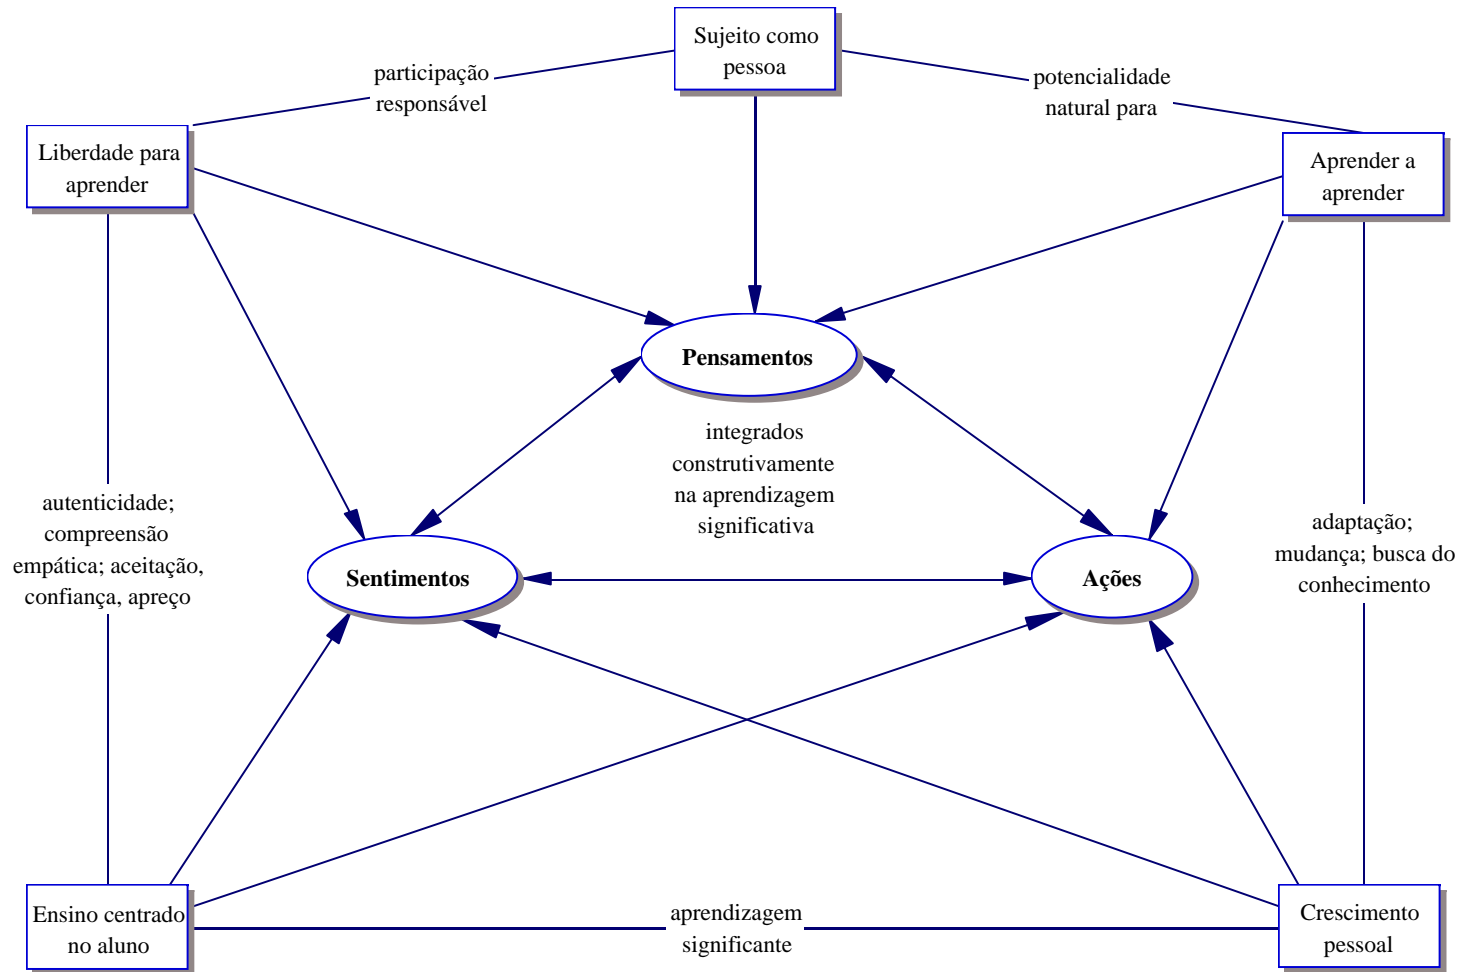 Sujeito como
pessoa
participação
responsável
potencialidade
natural para
Liberdade para
aprender
Aprender a
aprender
Pensamentos
integrados
construtivamente
na aprendizagem
significativa
autenticidade;
compreensão
empática; aceitação,
confiança, apreço
adaptação;
mudança; busca do
conhecimento
Sentimentos
Ações
Ensino centrado
no aluno
aprendizagem
significante
Crescimento
pessoal